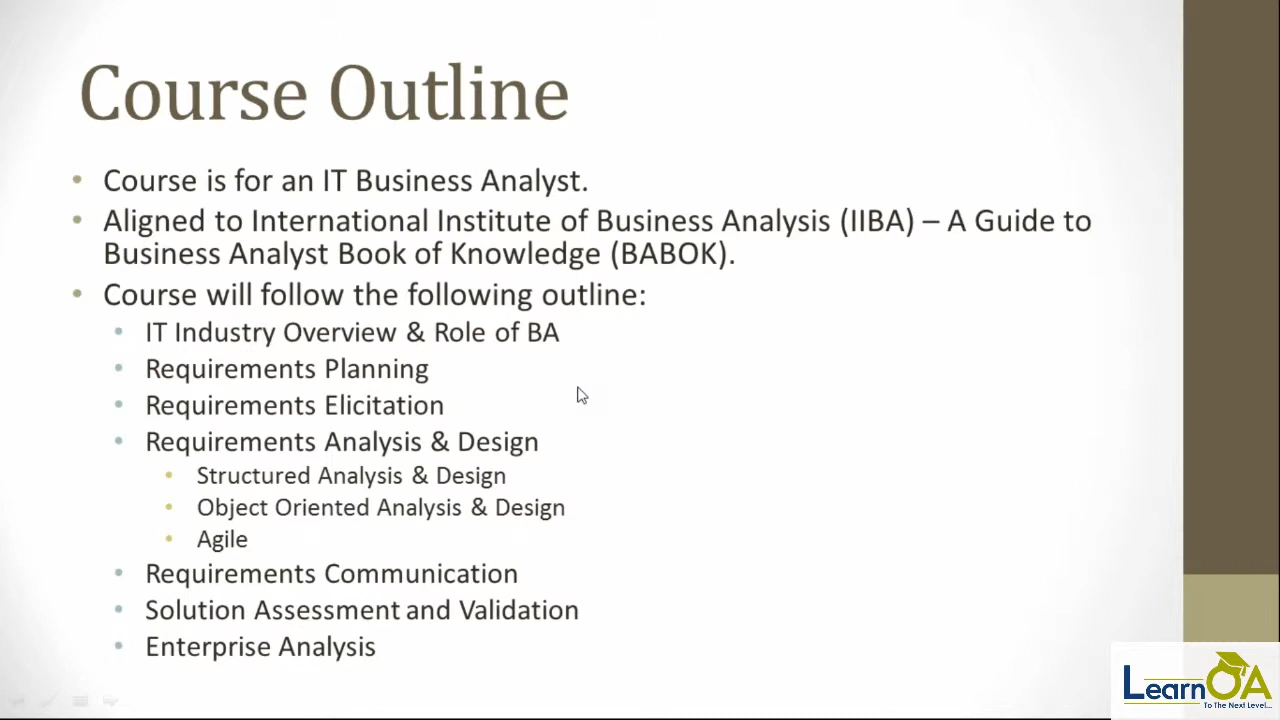 Course Outline
• Course is for an IT Business Analyst.
• Aligned to International Institute of Business Analysis (IIBA) – A Guide to
Business Analyst Book of Knowledge (BABOK).
• Course will follow the following outline:
• IT Industry Overview & Role of BA
• Requirements Planning
• Requirements Elicitation
• Requirements Analysis & Design
• Structured Analysis & Design
• Object Oriented Analysis & Design
• Agile
• Requirements Communication
• Solution Assessment and Validation
• Enterprise Analysis
LearnOA
To The Next Level...